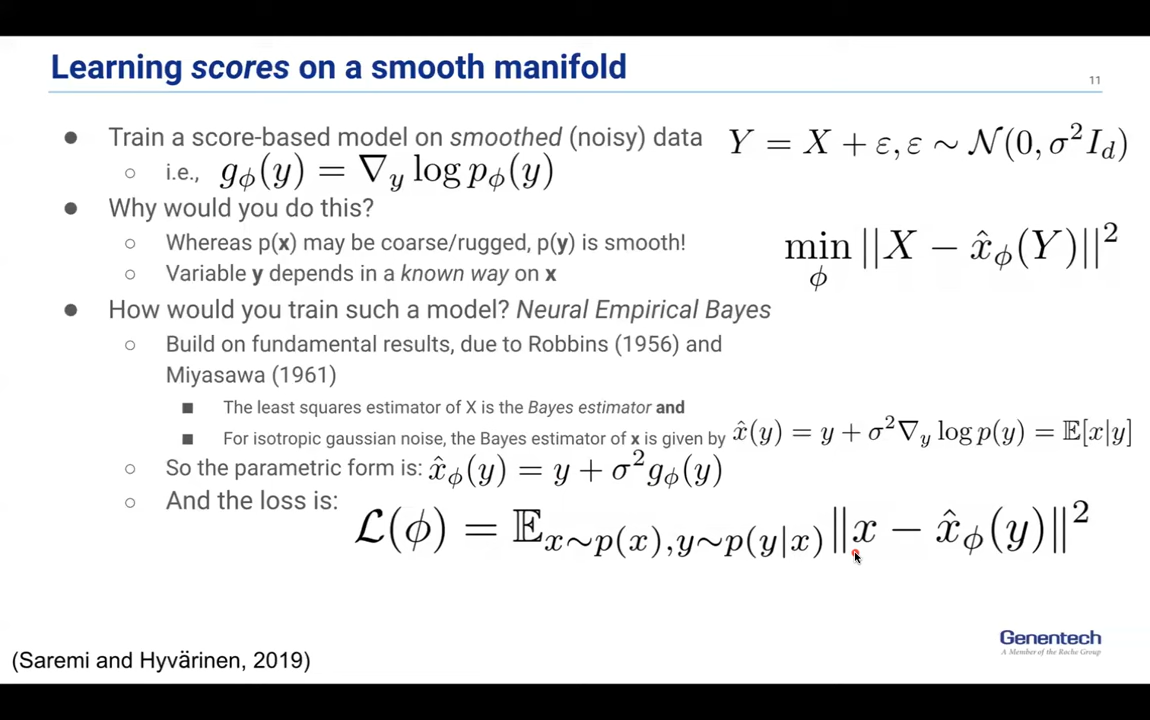 Learning scores on a smooth manifold
11
● Train a score-based model on smoothed (noisy) data Y = X + ε, ε ∼ 𝒩(0, σ²I_d)
○ i.e., g_ϕ(y) = ∇_y log p_ϕ(y)
● Why would you do this?
○ Whereas p(x) may be coarse/rugged, p(y) is smooth!
min_ϕ ||X − x̂_ϕ(Y)||²
○ Variable y depends in a known way on x
● How would you train such a model? Neural Empirical Bayes
○ Build on fundamental results, due to Robbins (1956) and
Miyasawa (1961)
■ The least squares estimator of X is the Bayes estimator and
■ For isotropic gaussian noise, the Bayes estimator of x is given by x̂(y) = y + σ²∇_y log p(y) = 𝔼[x|y]
○ So the parametric form is: x̂_ϕ(y) = y + σ²g_ϕ(y)
○ And the loss is:
ℒ(ϕ) = 𝔼_{x∼p(x),y∼p(y|x)} ‖x − x̂_ϕ(y)‖²
Genentech
A Member of the Roche Group
(Saremi and Hyvärinen, 2019)